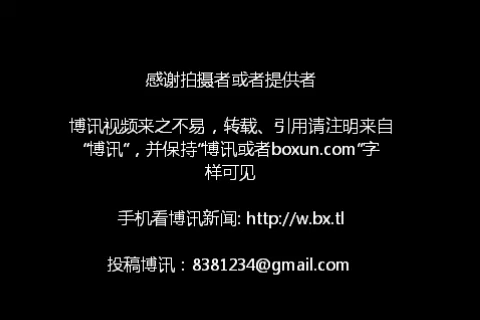 感谢拍摄者或者提供者
博讯视频来之不易，转载、引用请注明来自
“博讯”，并保持“博讯或者boxun.com”字
样可见
手机看博讯新闻: http://w.bx.tl
投稿博讯：8381234@gmail.com